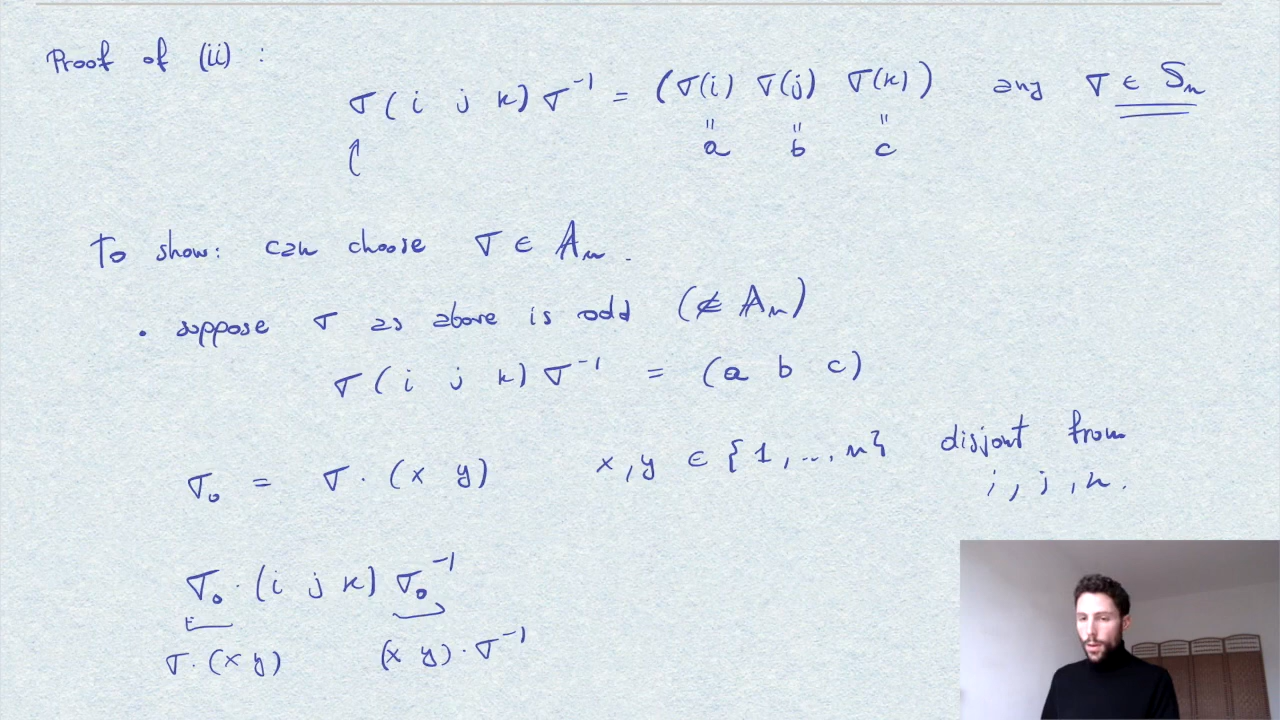 Proof of (ii) :
σ ( i j k ) σ⁻¹ = ( σ(i) σ(j) σ(k) ) any σ ∈ 𝕊ₙ
" " "
a b c
To show: can choose σ ∈ 𝔸ₙ .
• suppose σ as above is odd (∉ 𝔸ₙ)
σ ( i j k ) σ⁻¹ = ( a b c )
σ₀ = σ · ( x y ) x , y ∈ { 1 , ... , n } disjont from
i , j , k .
σ₀ · ( i j k ) σ₀⁻¹
σ · ( x y ) ( x y ) · σ⁻¹